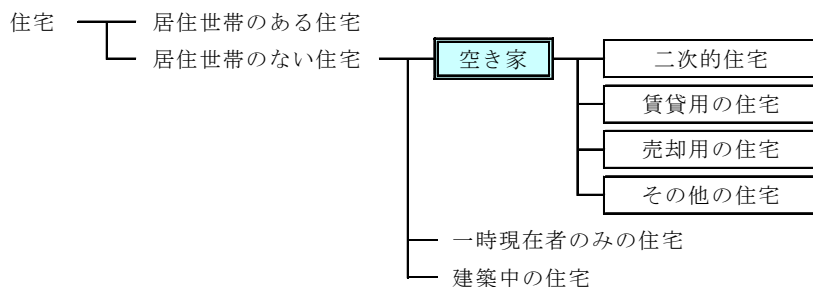 住宅 居住世帯のある住宅
居住世帯のない住宅 空き家 二次的住宅
賃貸用の住宅
売却用の住宅
その他の住宅
一時現在者のみの住宅
建築中の住宅